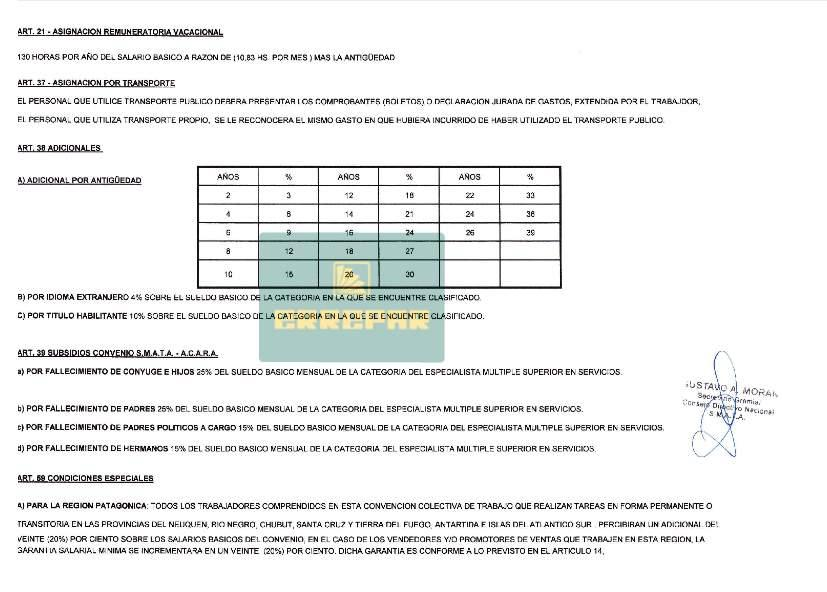 ART. 21 - ASIGNACION REMUNERATORIA VACACIONAL
130 HORAS POR AÑO DEL SALARIO BASICO A RAZON DE (10,83 HS. POR MES ) MAS LA ANTIGÜEDAD
ART. 37 - ASIGNACION POR TRANSPORTE
EL PERSONAL QUE UTILICE TRANSPORTE PUBLICO DEBERA PRESENTAR LOS COMPROBANTES (BOLETOS) O DECLARACION JURADA DE GASTOS, EXTENDIDA POR EL TRABAJDOR,
EL PERSONAL QUE UTILIZA TRANSPORTE PROPIO, SE LE RECONOCERA EL MISMO GASTO EN QUE HUBIERA INCURRIDO DE HABER UTILIZADO EL TRANSPORTE PUBLICO.
ART. 38 ADICIONALES
A) ADICIONAL POR ANTIGÜEDAD
AÑOS % AÑOS % AÑOS %
2 3 12 18 22 33
4 6 14 21 24 36
6 9 16 24 26 39
8 12 18 27
10 15 20 30
B) POR IDIOMA EXTRANJERO 4% SOBRE EL SUELDO BASICO DE LA CATEGORIA EN LA QUE SE ENCUENTRE CLASIFICADO.
C) POR TITULO HABILITANTE 10% SOBRE EL SUELDO BASICO DE LA CATEGORIA EN LA QUE SE ENCUENTRE CLASIFICADO.
ERREPAR
ART. 39 SUBSIDIOS CONVENIO S.M.A.T.A. - A.C.A.R.A.
a) POR FALLECIMIENTO DE CONYUGE E HIJOS 25% DEL SUELDO BASICO MENSUAL DE LA CATEGORIA DEL ESPECIALISTA MULTIPLE SUPERIOR EN SERVICIOS.
b) POR FALLECIMIENTO DE PADRES 25% DEL SUELDO BASICO MENSUAL DE LA CATEGORIA DEL ESPECIALISTA MULTIPLE SUPERIOR EN SERVICIOS.
c) POR FALLECIMIENTO DE PADRES POLITICOS A CARGO 15% DEL SUELDO BASICO MENSUAL DE LA CATEGORIA DEL ESPECIALISTA MULTIPLE SUPERIOR EN SERVICIOS.
d) POR FALLECIMIENTO DE HERMANOS 15% DEL SUELDO BASICO MENSUAL DE LA CATEGORIA DEL ESPECIALISTA MULTIPLE SUPERIOR EN SERVICIOS.
GUSTAVO A. MORAN
Secret. de Gremial
Consejo Directivo Nacional
S.M.A.T.A.
ART. 59 CONDICIONES ESPECIALES
A) PARA LA REGION PATAGONICA: TODOS LOS TRABAJADORES COMPRENDIDOS EN ESTA CONVENCION COLECTIVA DE TRABAJO QUE REALIZAN TAREAS EN FORMA PERMANENTE O
TRANSITORIA EN LAS PROVINCIAS DEL NEUQUEN, RIO NEGRO, CHUBUT, SANTA CRUZ Y TIERRA DEL FUEGO, ANTARTIDA E ISLAS DEL ATLANTICO SUR . PERCIBIRAN UN ADICIONAL DEL
VEINTE (20%) POR CIENTO SOBRE LOS SALARIOS BASICOS DEL CONVENIO, EN EL CASO DE LOS VENDEDORES Y/O PROMOTORES DE VENTAS QUE TRABAJEN EN ESTA REGION, LA
GARANTIA SALARIAL MINIMA SE INCREMENTARA EN UN VEINTE (20%) POR CIENTO. DICHA GARANTIA ES CONFORME A LO PREVISTO EN EL ARTICULO 14,